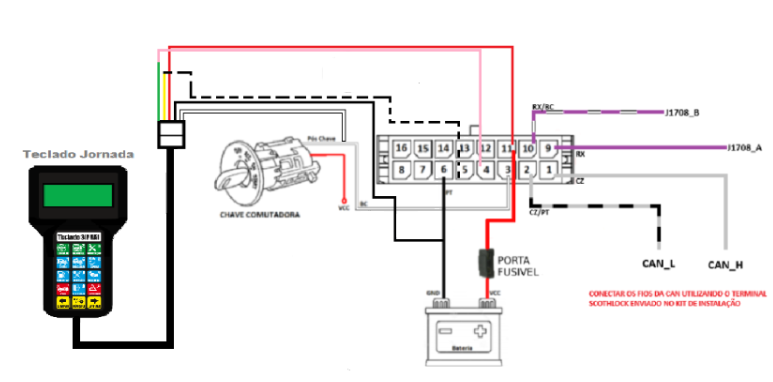 RX/BC
J1708_B
Pós Chave
16 15 14 13 12 11 10 9
J1708_A
Teclado Jornada
RX
8 7 6 5 4 3 2 1
CZ
PT
VCC
BC
CZ/PT
CHAVE COMUTADORA
Teclado
PORTA
FUSIVEL
CAN_L
CAN_H
GND
VCC
CONECTAR OS FIOS DA CAN UTILIZANDO O TERMINAL
SCOTHLOCK ENVIADO NO KIT DE INSTALAÇÃO
Bateria